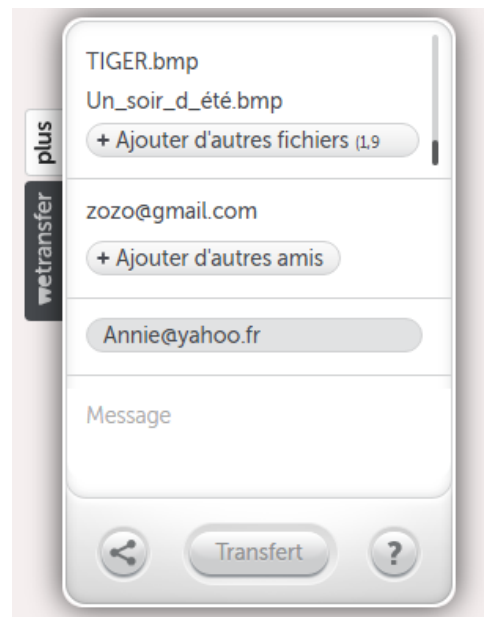 TIGER.bmp
Un_soir_d_été.bmp
+ Ajouter d'autres fichiers (1,9
plus
wetransfer
zozo@gmail.com
+ Ajouter d'autres amis
Annie@yahoo.fr
Message
Transfert
?